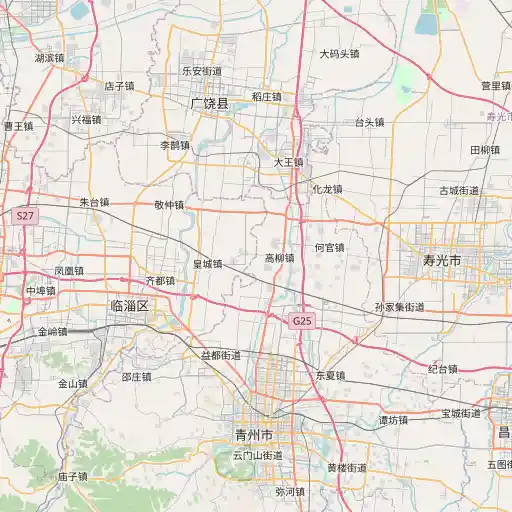 湖滨镇
大码头镇
乐安街道
店子镇
营里镇
稻庄镇
广饶县
寿光市
兴福镇
台头镇
曹王镇
李鹊镇
田柳镇
大王镇
化龙镇
古城街道
朱台镇
敬仲镇
S27
何官镇
高柳镇
寿光市
皇城镇
凤凰镇
齐都镇
中埠镇
临淄区
孙家集街道
G25
金岭镇
益都街道
纪台镇
东夏镇
邵庄镇
金山镇
宝城街道
谭坊镇
昌
青州市
云门山街道
五图街
黄楼街道
庙子镇
弥河镇